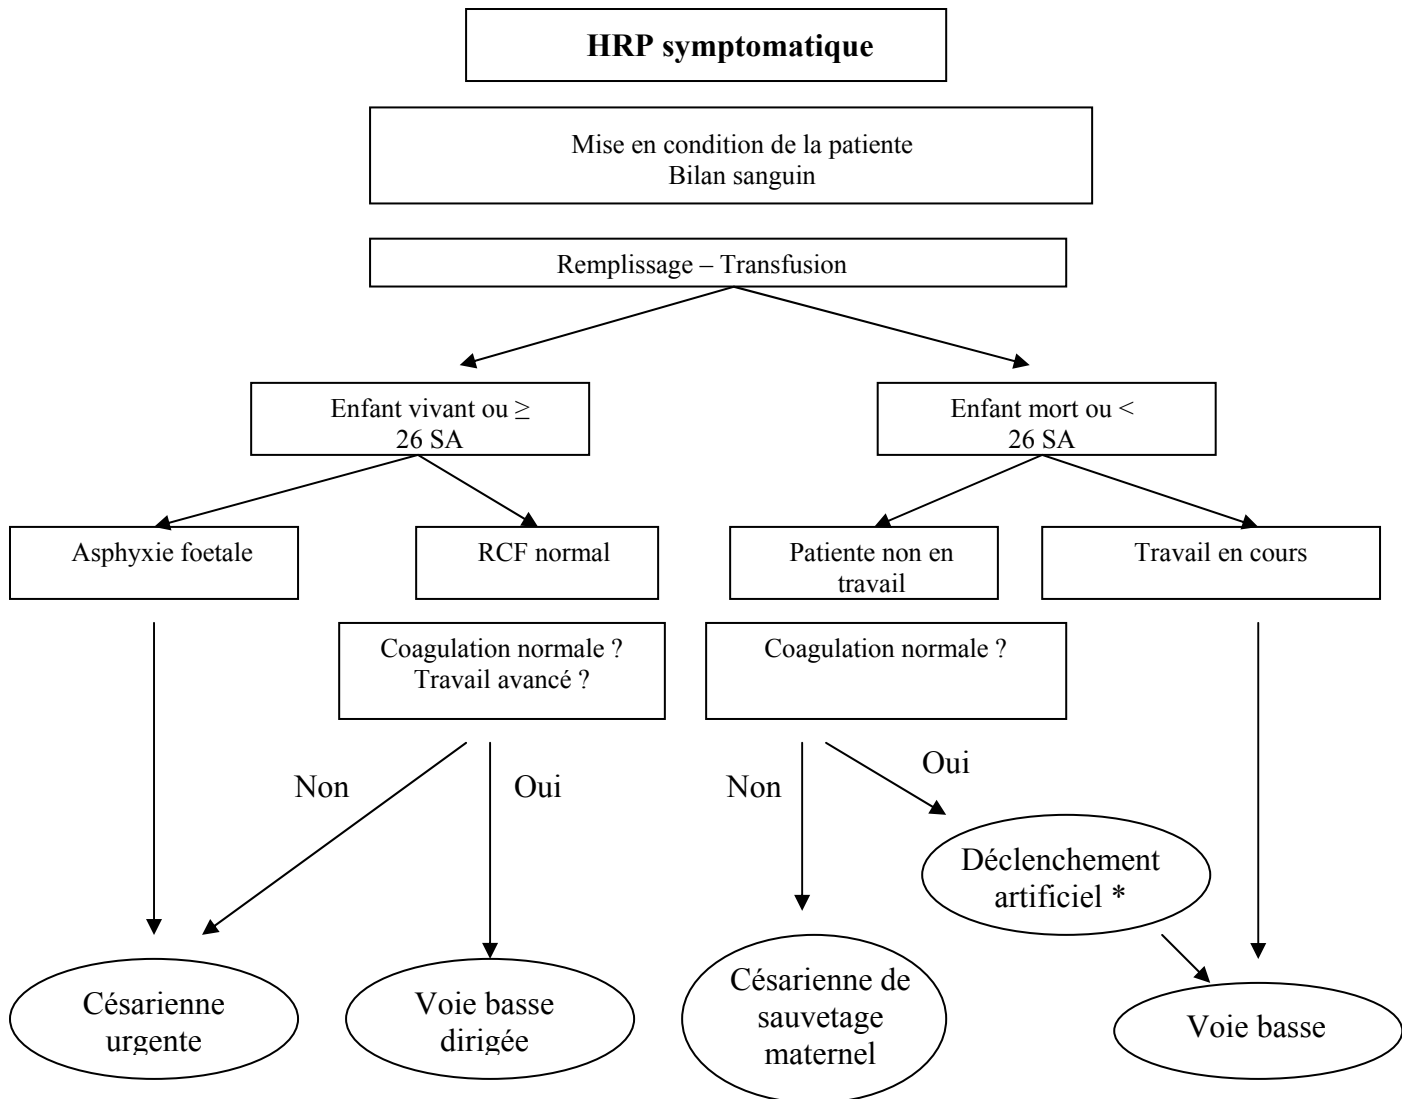 HRP symptomatique
Mise en condition de la patiente
Bilan sanguin
Remplissage – Transfusion
Enfant vivant ou ≥
26 SA
Enfant mort ou <
26 SA
Asphyxie foetale
RCF normal
Patiente non en
travail
Travail en cours
Coagulation normale ?
Travail avancé ?
Coagulation normale ?
Non
Oui
Non
Oui
Déclenchement
artificiel *
Césarienne
urgente
Voie basse
dirigée
Césarienne de
sauvetage
maternel
Voie basse